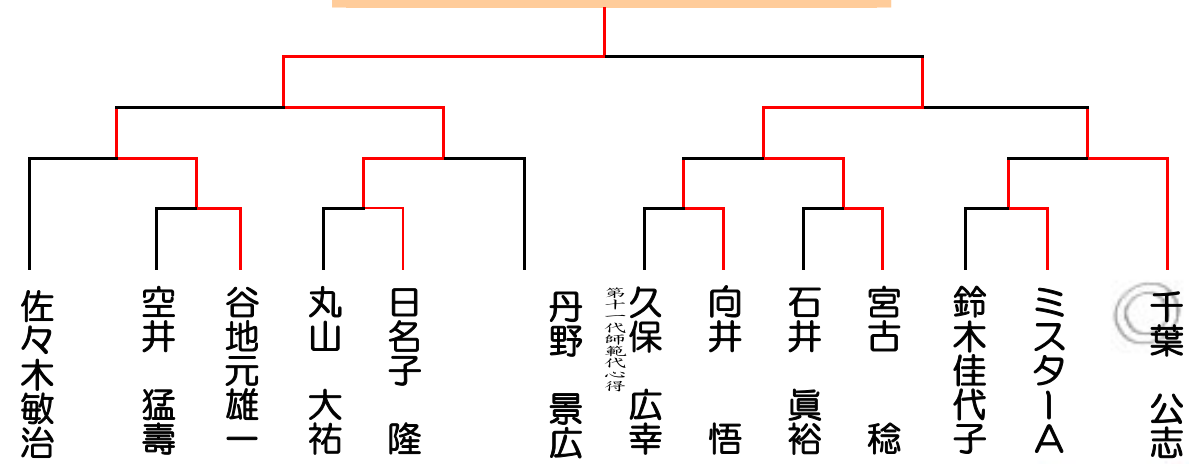 佐々木敏治
空井 猛壽
谷地元雄一
丸山 大祐
日名子 隆
丹野 景広
第十一代師範代心得
久保 広幸
向井 悟
石井 眞裕
宮古 稔
鈴木佳代子
ミスターA
千葉 公志